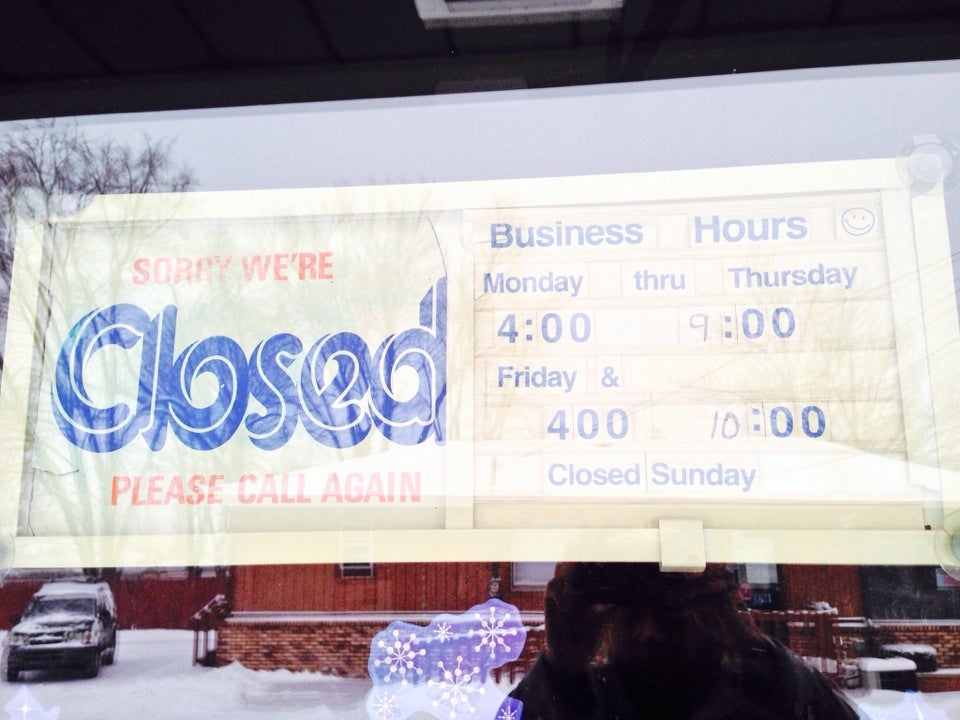 SORRY WE'RE
Closed
PLEASE CALL AGAIN
Business Hours
Monday thru Thursday
4:00 9:00
Friday &
400 10:00
Closed Sunday